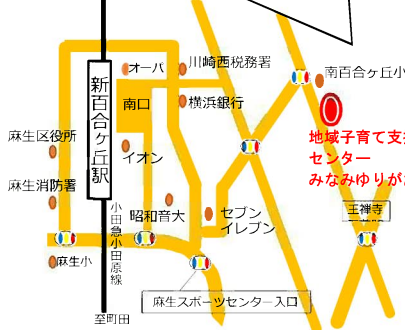 オーパ
川崎西税務署
南百合ヶ丘小
新百合ヶ丘駅
南口
横浜銀行
地域子育て支
センター
みなみゆりが
麻生区役所
イオン
麻生消防署
小田急小田原線
昭和音大
セブン
イレブン
王禅寺
麻生小
麻生スポーツセンター入口
至町田